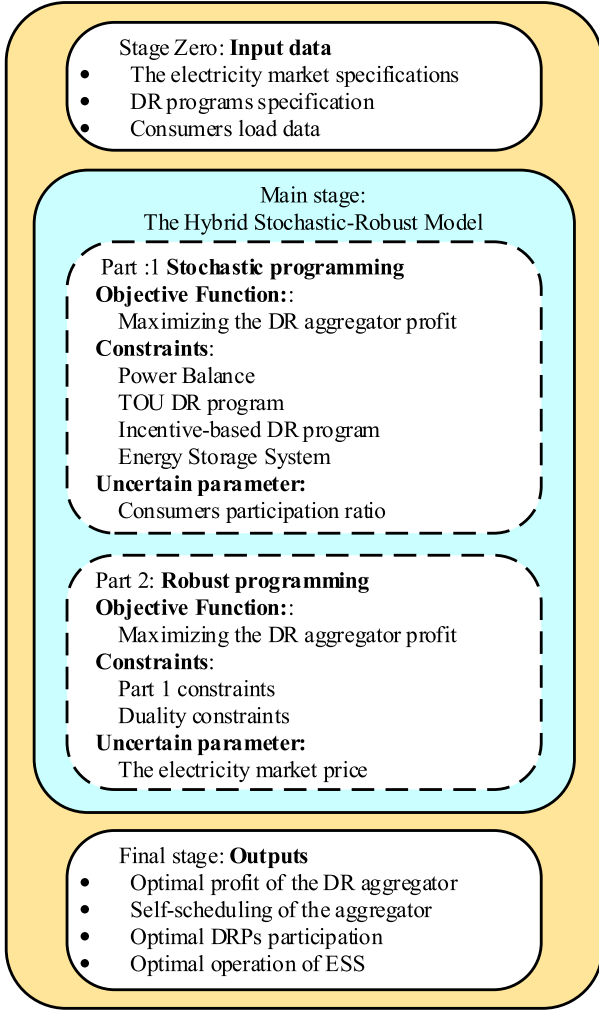 Stage Zero: Input data
• The electricity market specifications
• DR programs specification
• Consumers load data
Main stage:
The Hybrid Stochastic-Robust Model
Part :1 Stochastic programming
Objective Function::
Maximizing the DR aggregator profit
Constraints:
Power Balance
TOU DR program
Incentive-based DR program
Energy Storage System
Uncertain parameter:
Consumers participation ratio
Part 2: Robust programming
Objective Function::
Maximizing the DR aggregator profit
Constraints:
Part 1 constraints
Duality constraints
Uncertain parameter:
The electricity market price
Final stage: Outputs
• Optimal profit of the DR aggregator
• Self-scheduling of the aggregator
• Optimal DRPs participation
• Optimal operation of ESS